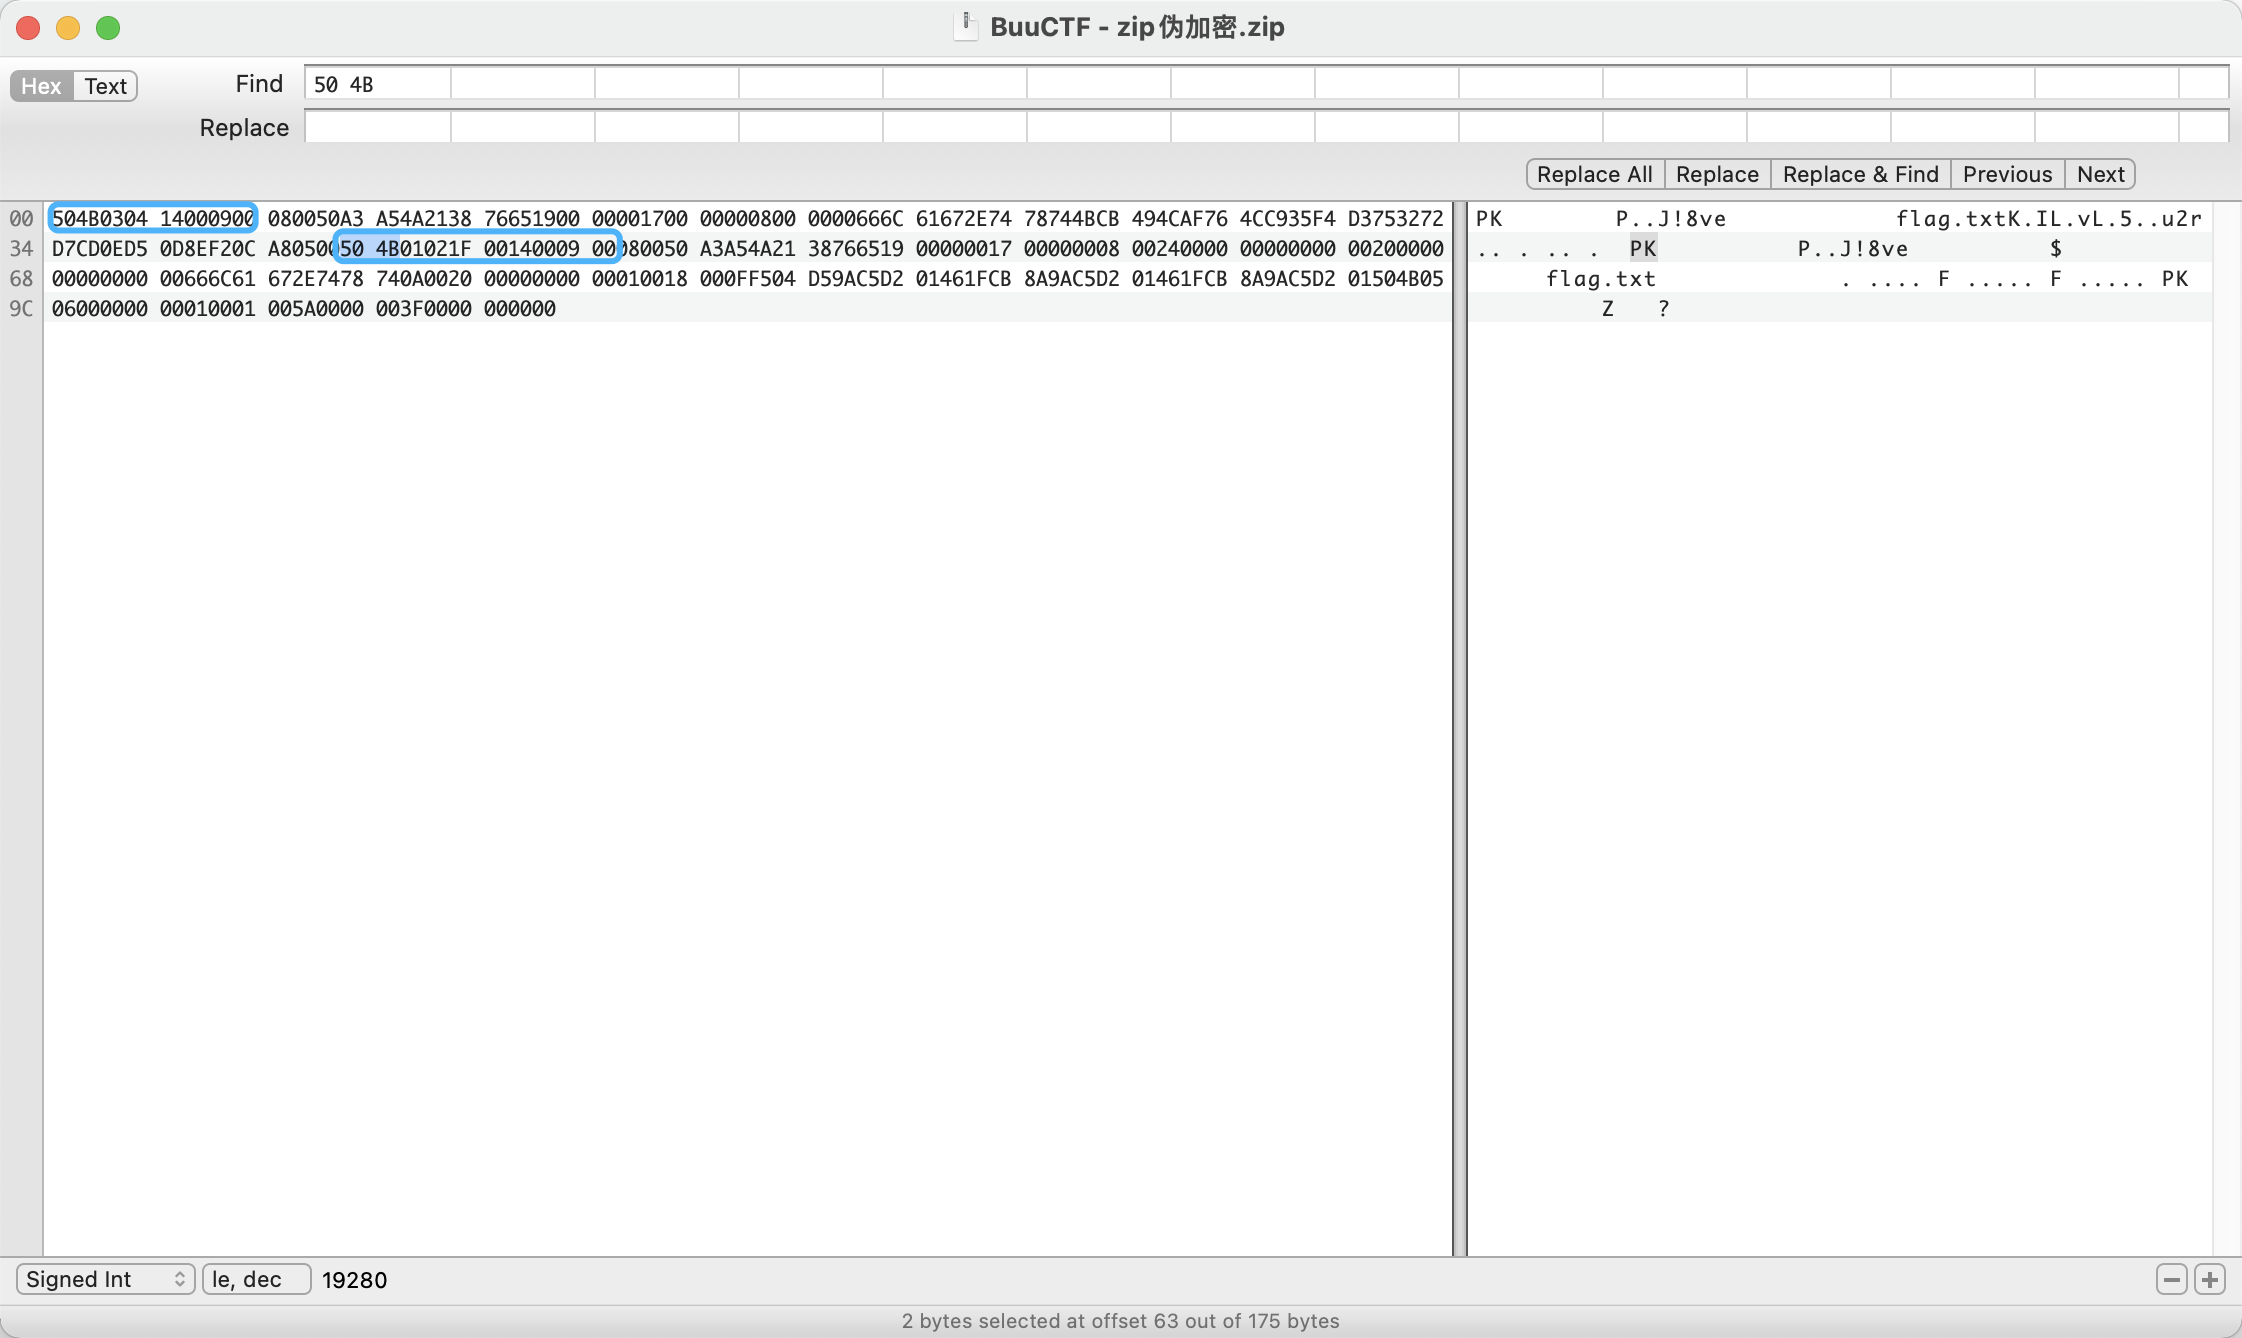 BuuCTF - zip伪加密.zip
Hex Text Find 50 4B
Replace
Replace All Replace Replace & Find Previous Next
00 504B0304 14000900 080050A3 A54A2138 76651900 00001700 00000800 0000666C 61672E74 78744BCB 494CAF76 4CC935F4 D3753272 PK P..J!8ve flag.txtK.IL.vL.5..u2r
34 D7CD0ED5 0D8EF20C A8050050 4B01021F 00140009 00080050 A3A54A21 38766519 00000017 00000008 00240000 00000000 00200000 .. . .. . PK P..J!8ve $
68 00000000 00666C61 672E7478 740A0020 00000000 00010018 000FF504 D59AC5D2 01461FCB 8A9AC5D2 01461FCB 8A9AC5D2 01504B05 flag.txt . .... F ..... F ..... PK
9C 06000000 00010001 005A0000 003F0000 000000 Z ?
Signed Int le, dec 19280
2 bytes selected at offset 63 out of 175 bytes